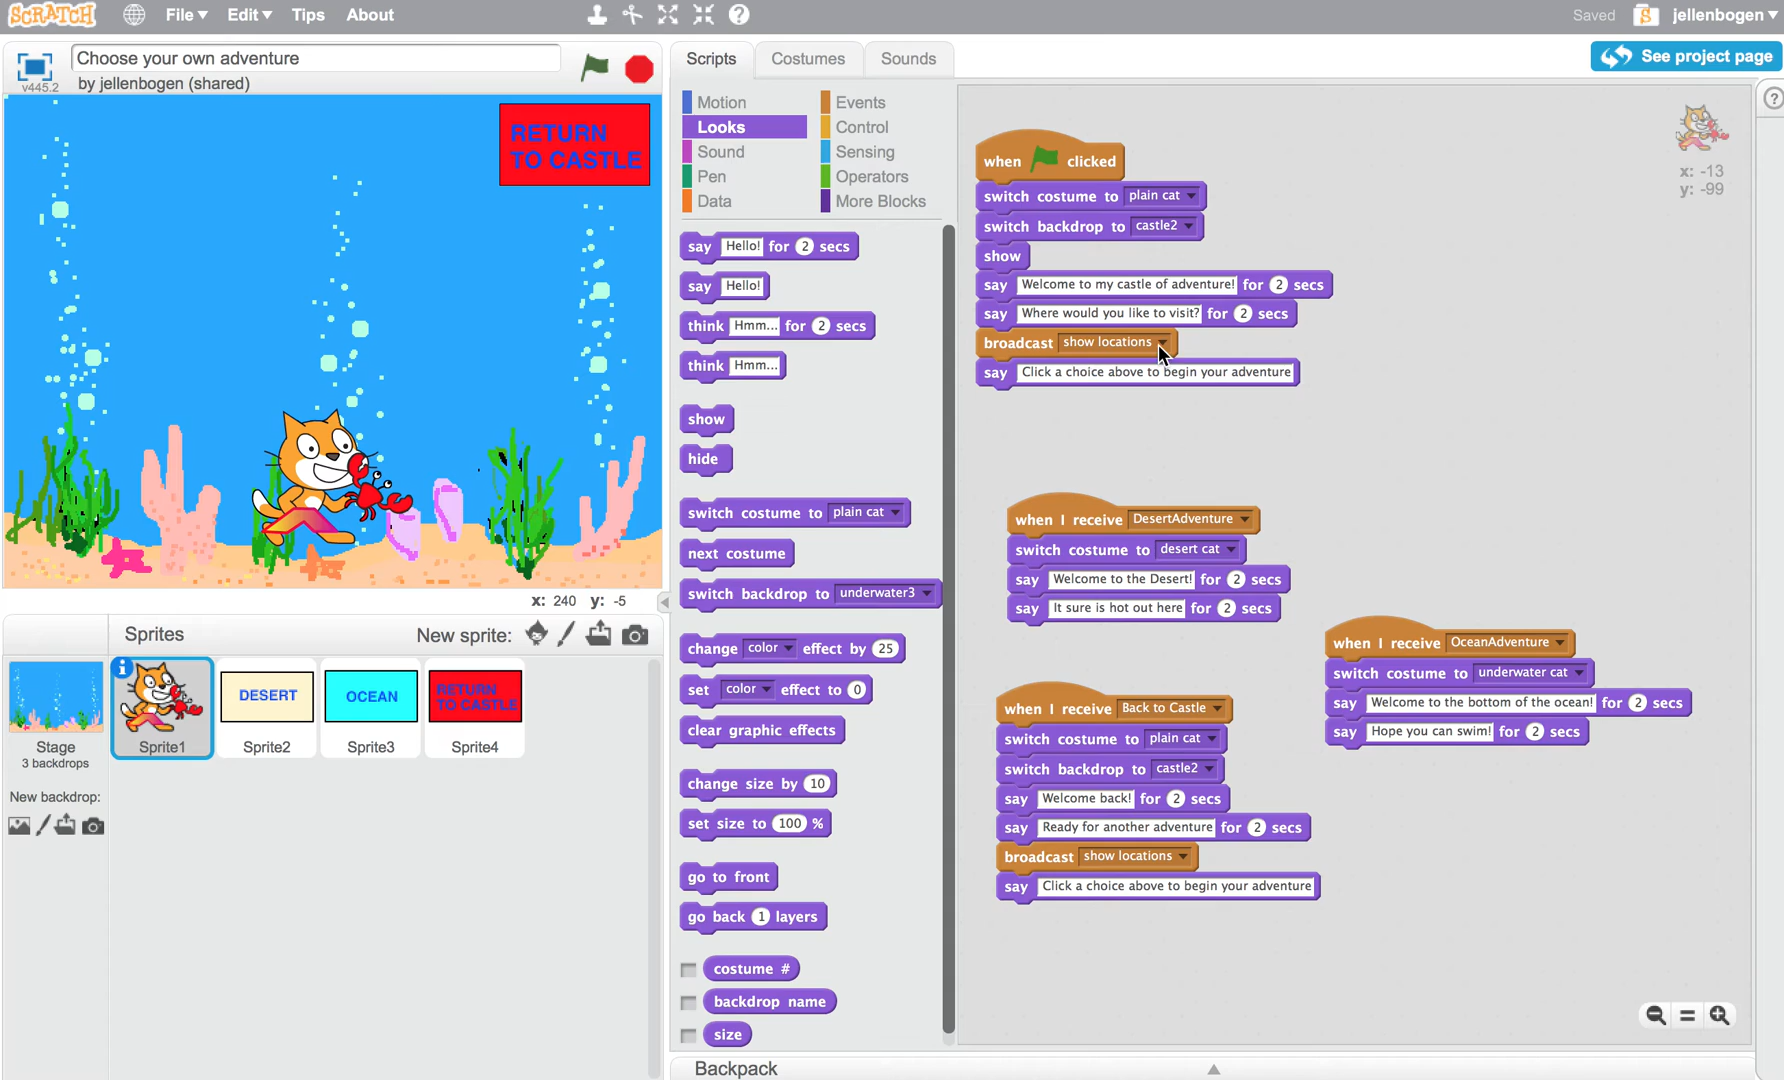 SCRATCH File Edit Tips About Saved jellenbogen
Choose your own adventure
by jellenbogen (shared)
v445.2
Scripts Costumes Sounds
See project page
RETURN
TO CASTLE
x: 240 y: -5
Motion Events
Looks Control
Sound Sensing
Pen Operators
Data More Blocks
say Hello! for 2 secs
say Hello!
think Hmm... for 2 secs
think Hmm...
show
hide
switch costume to plain cat
next costume
switch backdrop to underwater3
change color effect by 25
set color effect to 0
clear graphic effects
change size by 10
set size to 100 %
go to front
go back 1 layers
costume #
backdrop name
size
when clicked
switch costume to plain cat
switch backdrop to castle2
show
say Welcome to my castle of adventure! for 2 secs
say Where would you like to visit? for 2 secs
broadcast show locations
say Click a choice above to begin your adventure
x: -13
y: -99
when I receive DesertAdventure
switch costume to desert cat
say Welcome to the Desert! for 2 secs
say It sure is hot out here for 2 secs
when I receive OceanAdventure
switch costume to underwater cat
say Welcome to the bottom of the ocean! for 2 secs
say Hope you can swim! for 2 secs
when I receive Back to Castle
switch costume to plain cat
switch backdrop to castle2
say Welcome back! for 2 secs
say Ready for another adventure for 2 secs
broadcast show locations
say Click a choice above to begin your adventure
Sprites New sprite:
Stage
3 backdrops
New backdrop:
Sprite1
DESERT
Sprite2
OCEAN
Sprite3
RETURN
TO CASTLE
Sprite4
Backpack